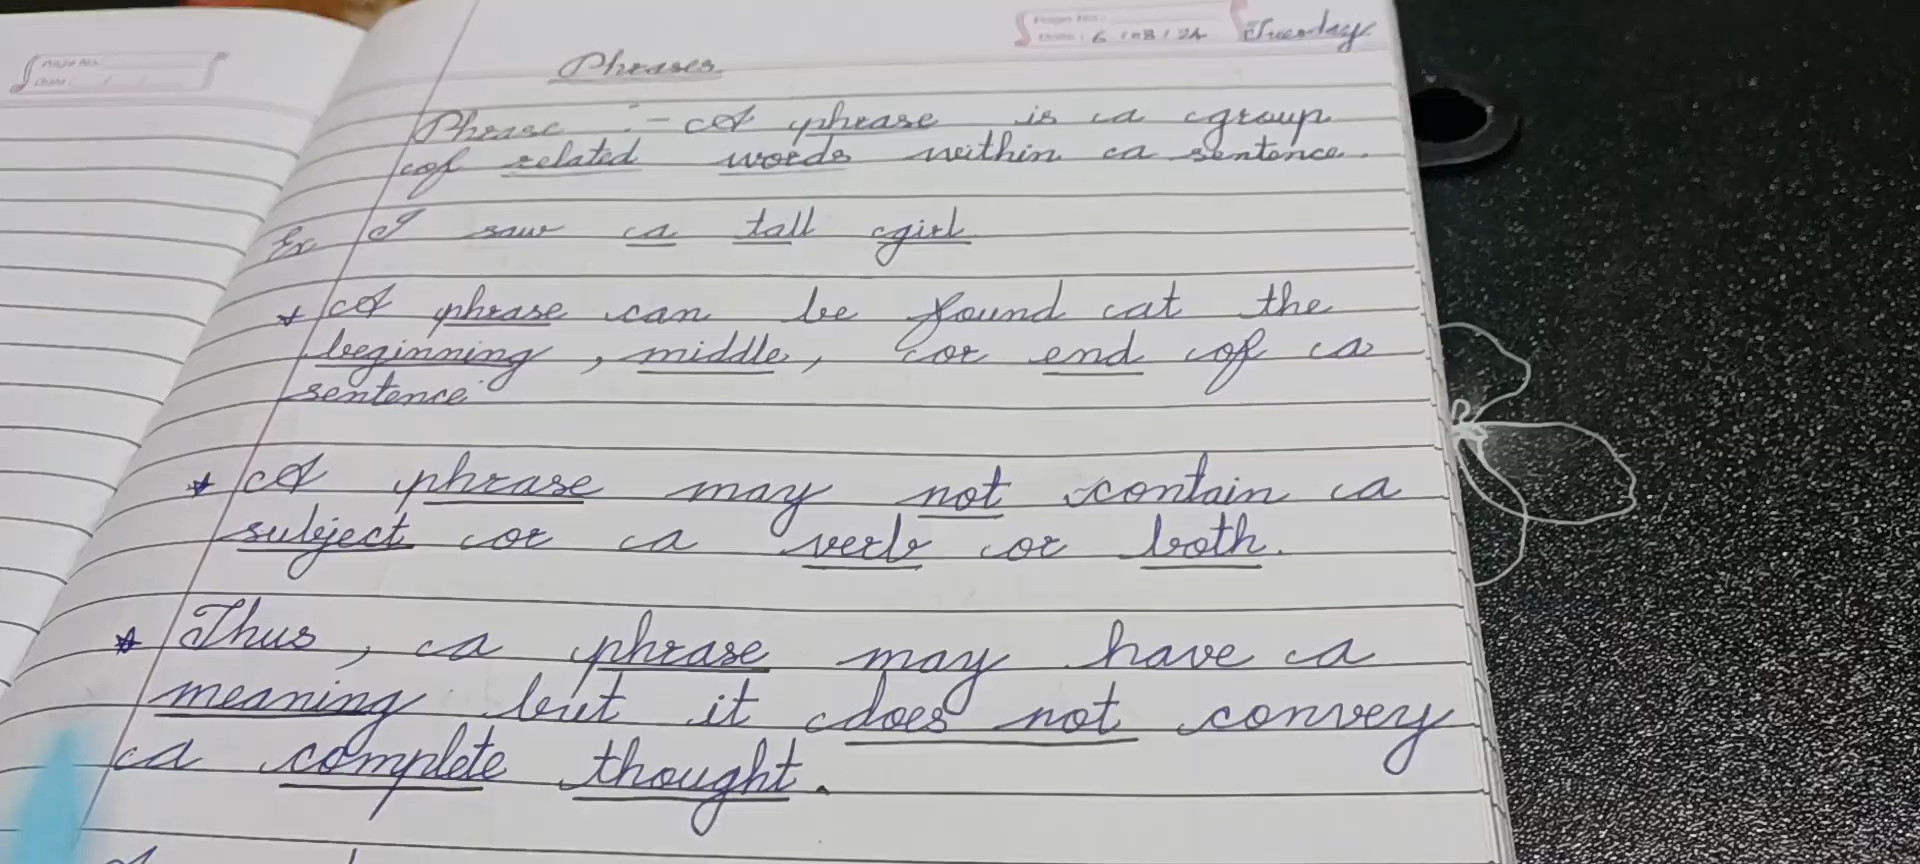 Page No.:
Date: 6/08/24 Tuesday
Phrases
Phrase :- A phrase is a group
of related words within a sentence.
Ex I saw a tall girl
* A phrase can be found at the
beginning, middle, or end of a
sentence
* A phrase may not contain a
subject or a verb or both.
* Thus, a phrase may have a
meaning but it does not convey
a complete thought.